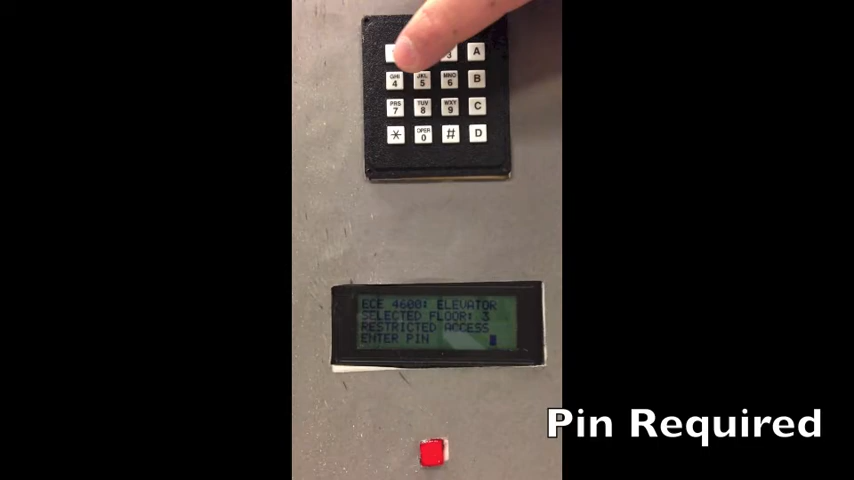 3 A
GHI JKL MNO
4 5 6 B
PRS TUV WXY
7 8 9 C
OPER
* 0 # D
ECE 4600: ELEVATOR
SELECTED FLOOR: 3
RESTRICTED ACCESS
ENTER PIN
Pin Required